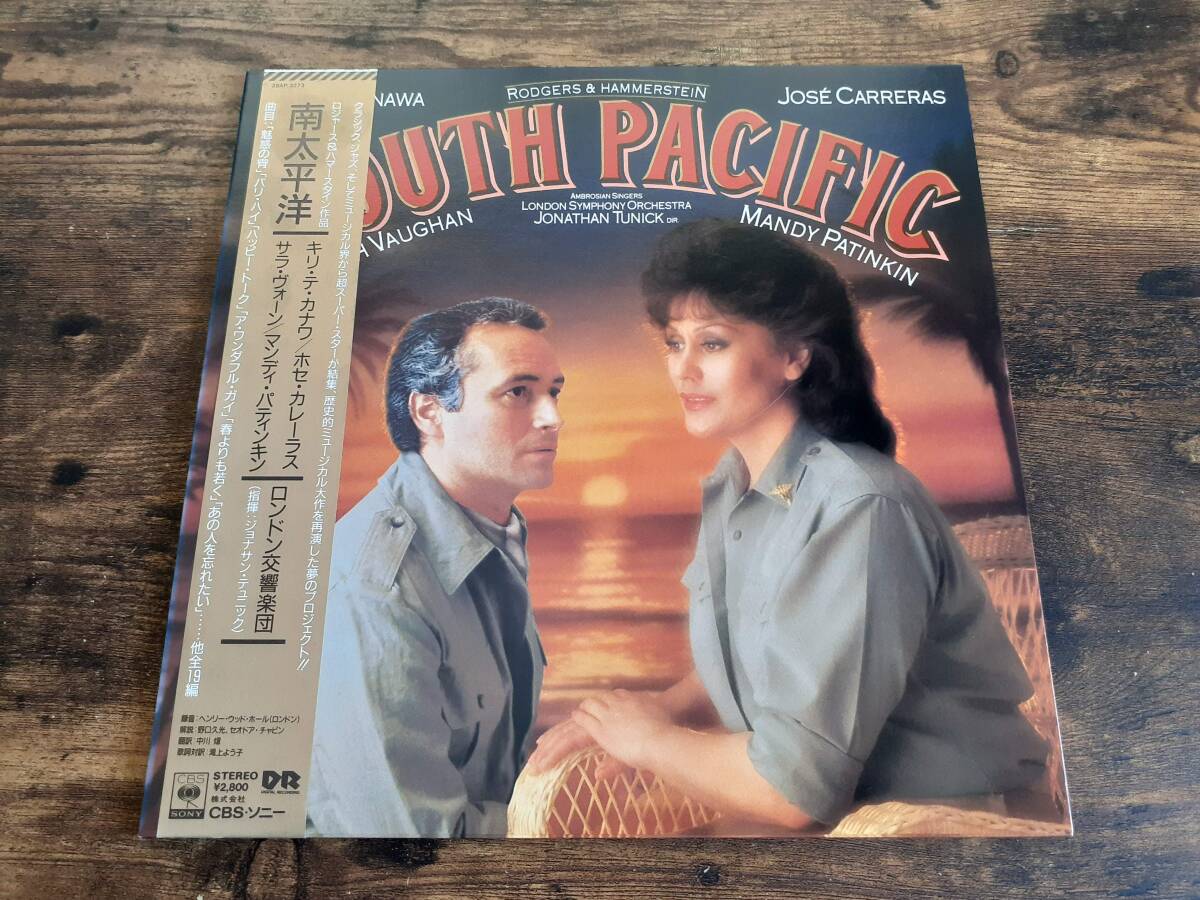 28AP 3273
南太平洋
クラシック、ジャズ、そしてミュージカル界から超スーパー・スターが結集、歴史的ミュージカル大作を再演した夢のプロジェクト!!
ロジャース&ハマースタイン作品
キリ・テ・カナワ/ホセ・カレーラス
サラ・ヴォーン/マンディ・パティンキン
ロンドン交響楽団
(指揮:ジョナサン・テュニック)
曲目:「魅惑の宵」「バリ・ハイ」「ハッピー・トーク」「ア・ワンダフル・ガイ」「春よりも若く」「あの人を忘れたい」……他全19編
録音:ヘンリー・ウッド・ホール(ロンドン)
解説:野口久光、セオドア・チャピン
翻訳:中川
歌詞対訳:滝上よう子
CBS
SONY
STEREO
¥2,800
株式会社
CBS・ソニー
DR
DIGITAL RECORDING
NAWA
RODGERS & HAMMERSTEIN
JOSÉ CARRERAS
OUTH PACIFIC
AMBROSIAN SINGERS
LONDON SYMPHONY ORCHESTRA
JONATHAN TUNICK DIR.
H VAUGHAN
MANDY PATINKIN